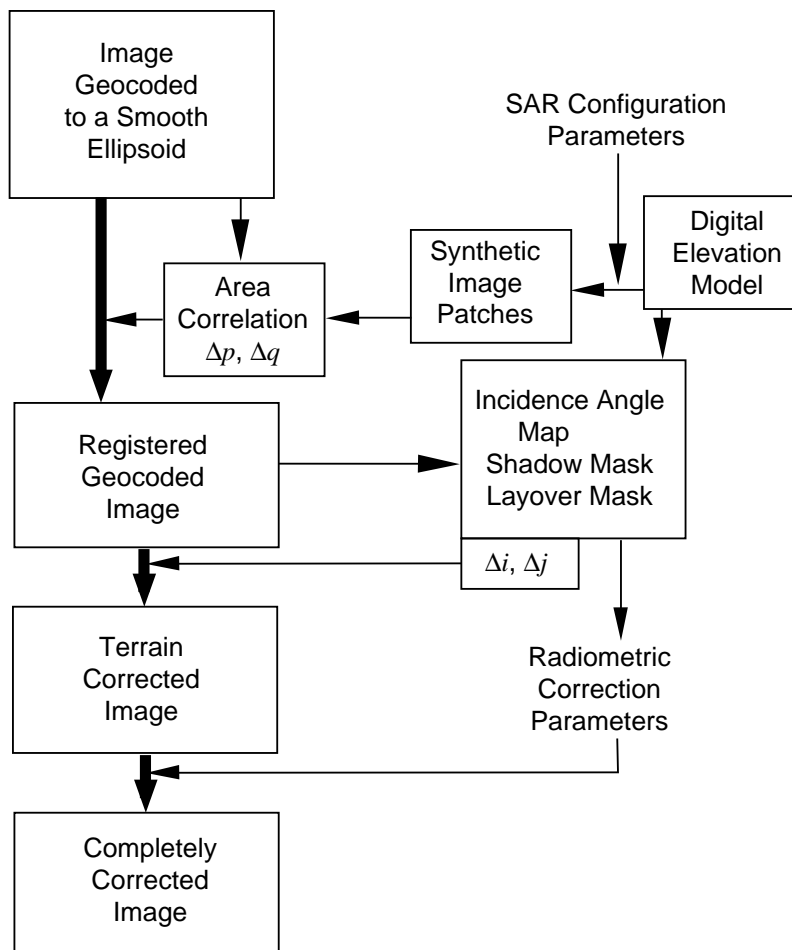 Image
Geocoded
to a Smooth
Ellipsoid
SAR Configuration
Parameters
Digital
Elevation
Model
Synthetic
Image
Patches
Area
Correlation
Δp, Δq
Incidence Angle
Map
Shadow Mask
Layover Mask
Registered
Geocoded
Image
Δi, Δj
Terrain
Corrected
Image
Radiometric
Correction
Parameters
Completely
Corrected
Image